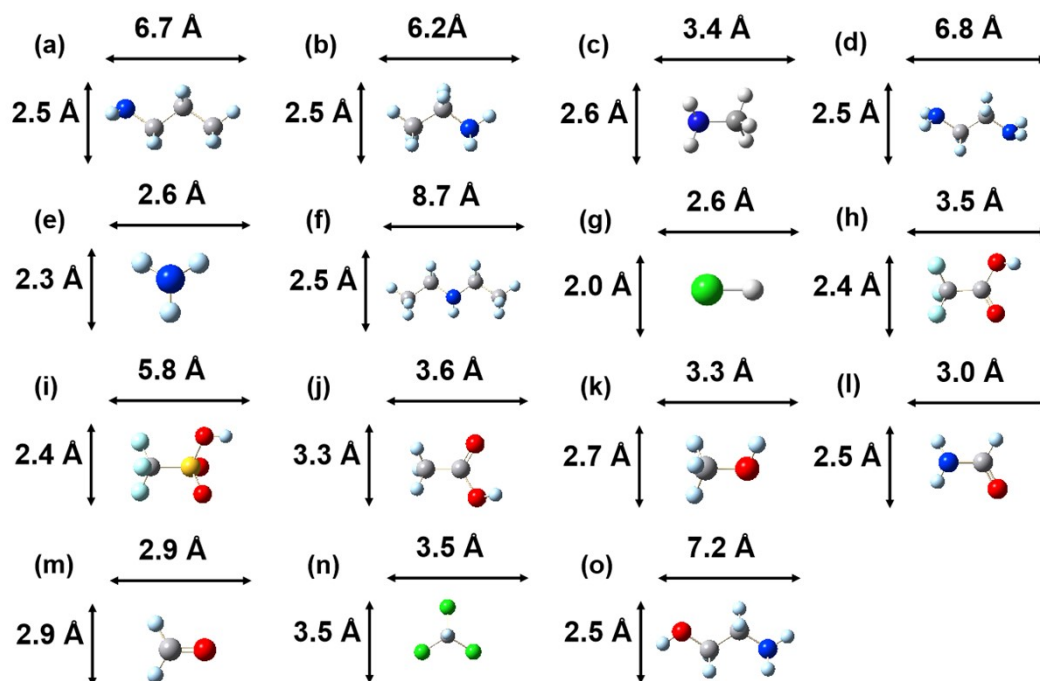 (a) 6.7 Å (b) 6.2Å (c) 3.4 Å (d) 6.8 Å
2.5 Å 2.5 Å 2.6 Å 2.5 Å
(e) 2.6 Å (f) 8.7 Å (g) 2.6 Å (h) 3.5 Å
2.3 Å 2.5 Å 2.0 Å 2.4 Å
(i) 5.8 Å (j) 3.6 Å (k) 3.3 Å (l) 3.0 Å
2.4 Å 3.3 Å 2.7 Å 2.5 Å
(m) 2.9 Å (n) 3.5 Å (o) 7.2 Å
2.9 Å 3.5 Å 2.5 Å